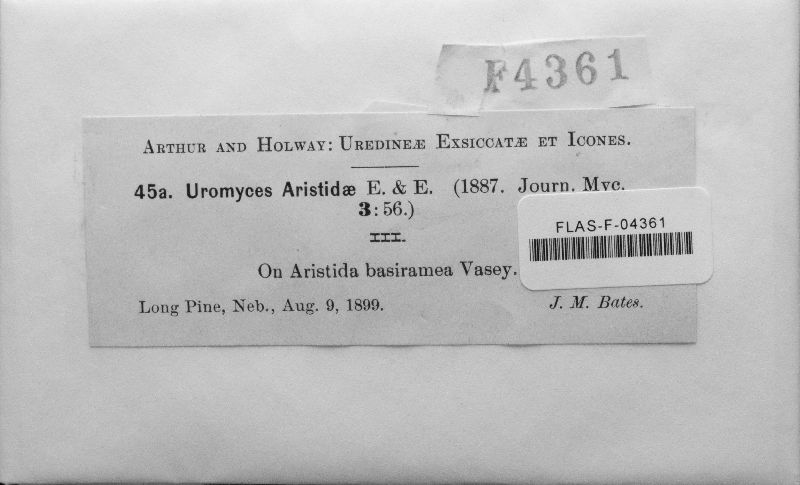 F4361
ARTHUR AND HOLWAY: UREDINEÆ EXSICCATÆ ET ICONES.
45a. Uromyces Aristidæ E. & E. (1887. Journ. Myc.
3:56.)
III.
FLAS-F-04361
On Aristida basiramea Vasey.
Long Pine, Neb., Aug. 9, 1899. J. M. Bates.